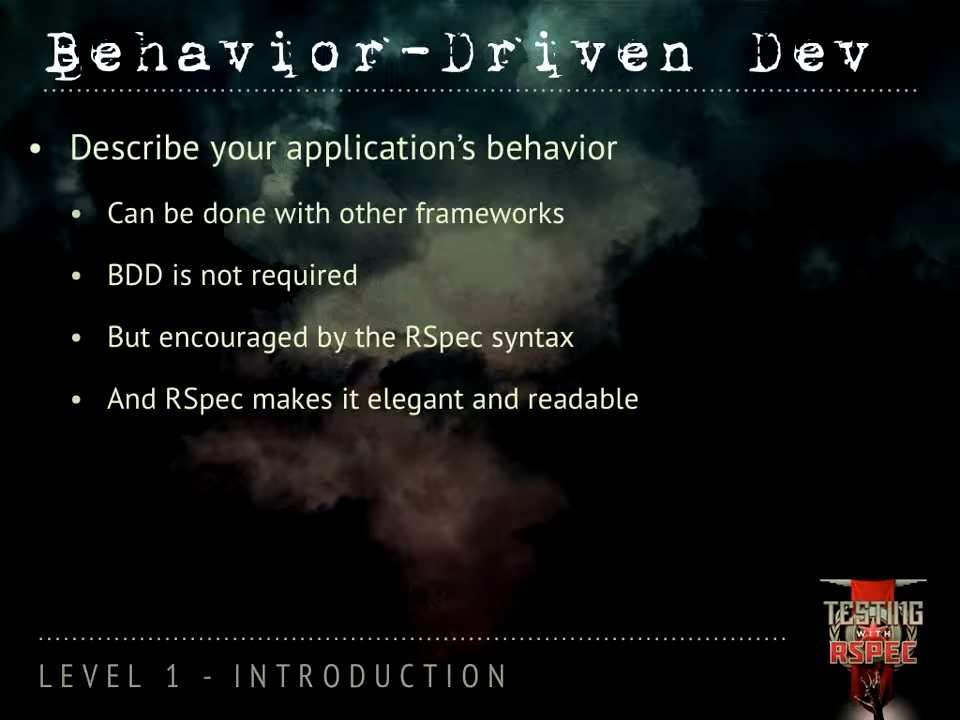 Behavior-Driven Dev
• Describe your application’s behavior
• Can be done with other frameworks
• BDD is not required
• But encouraged by the RSpec syntax
• And RSpec makes it elegant and readable
TESTING
WITH
RSPEC
LEVEL 1 - INTRODUCTION